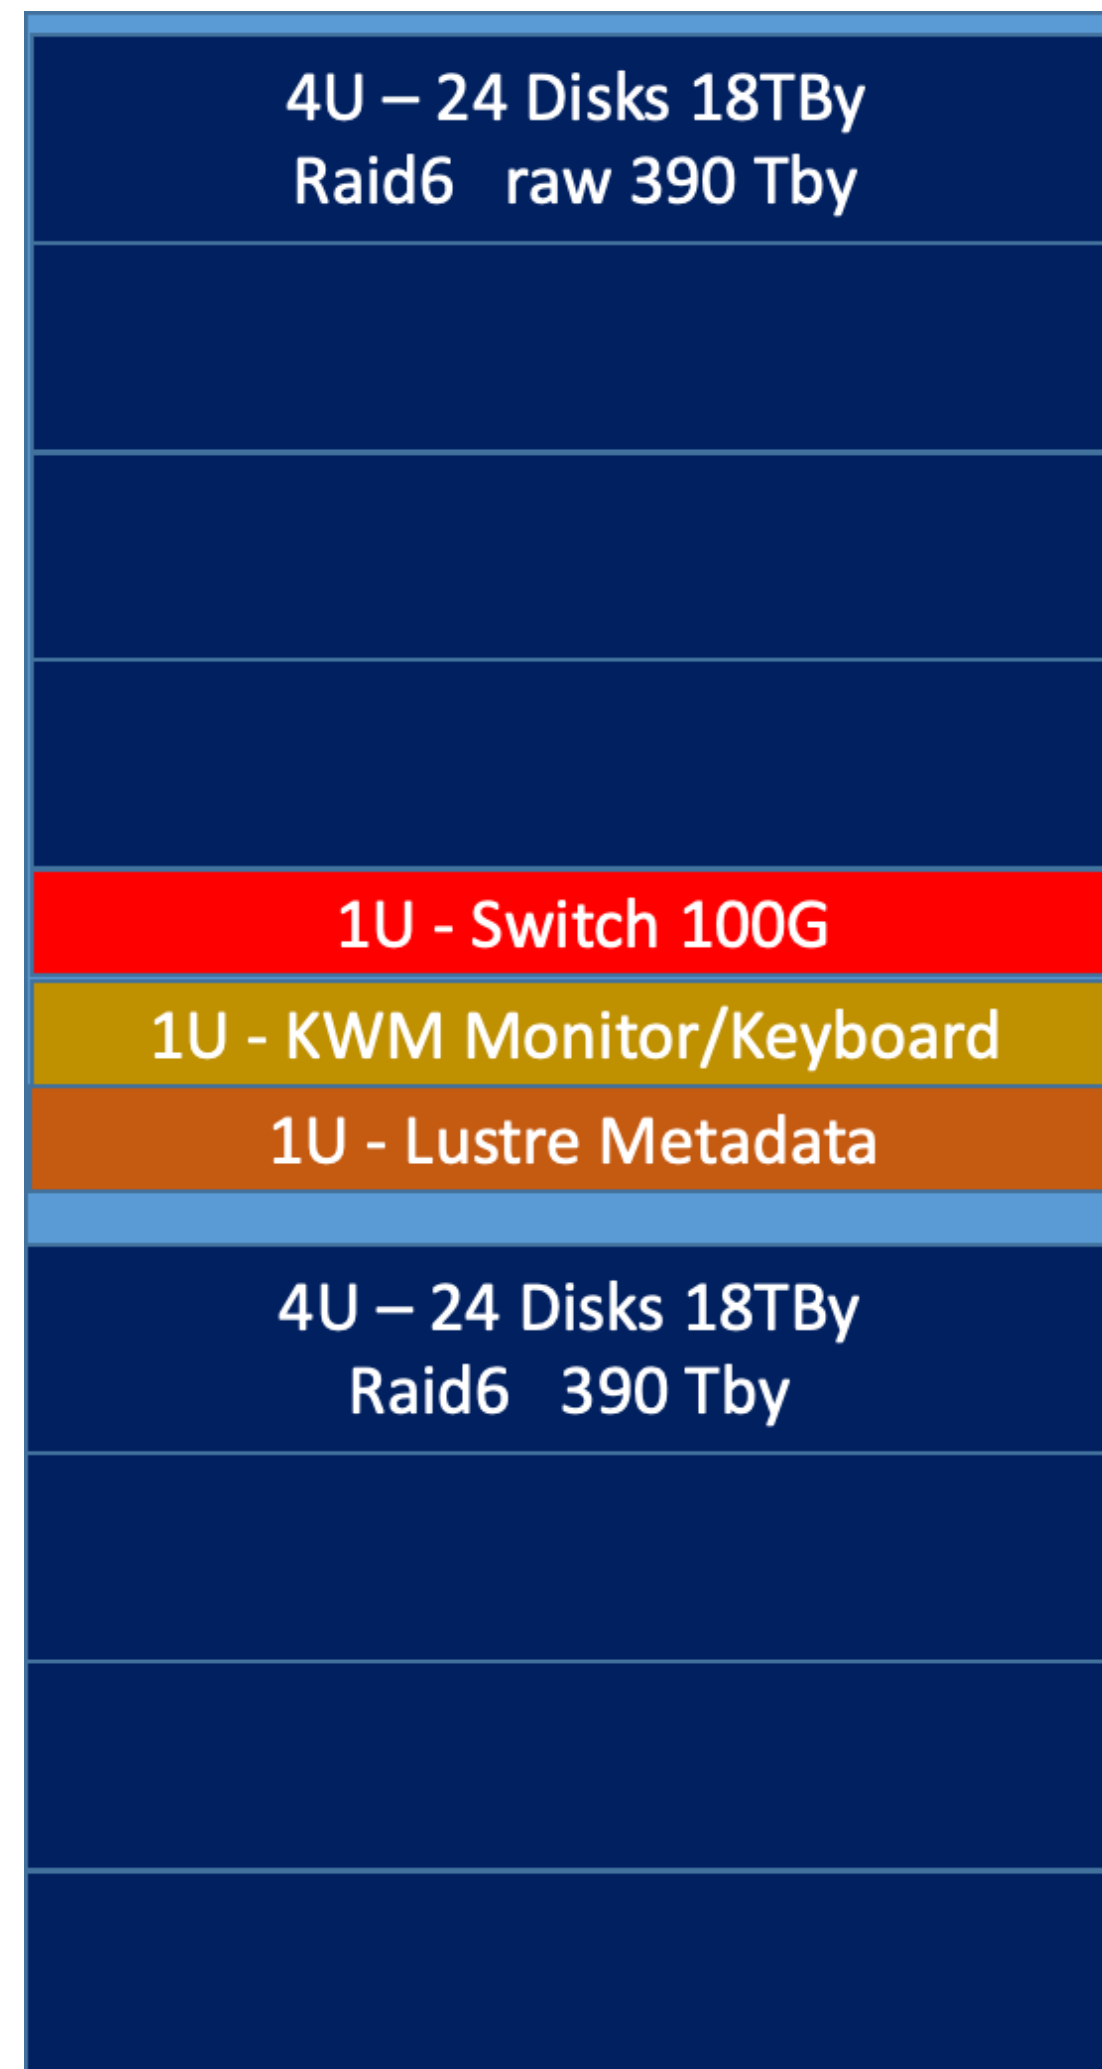 4U – 24 Disks 18TBy
Raid6 raw 390 Tby
1U - Switch 100G
1U - KWM Monitor/Keyboard
1U - Lustre Metadata
4U – 24 Disks 18TBy
Raid6 390 Tby